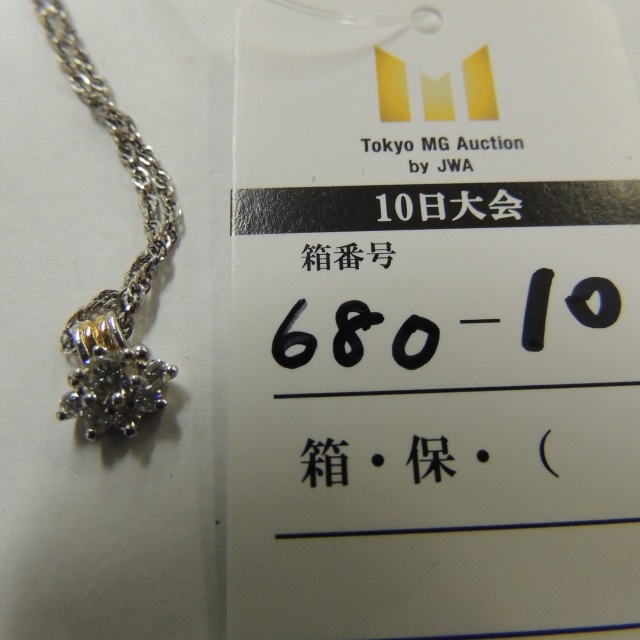 Tokyo MG Auction
by JWA
10日大会
箱番号
680-10
箱・保・（